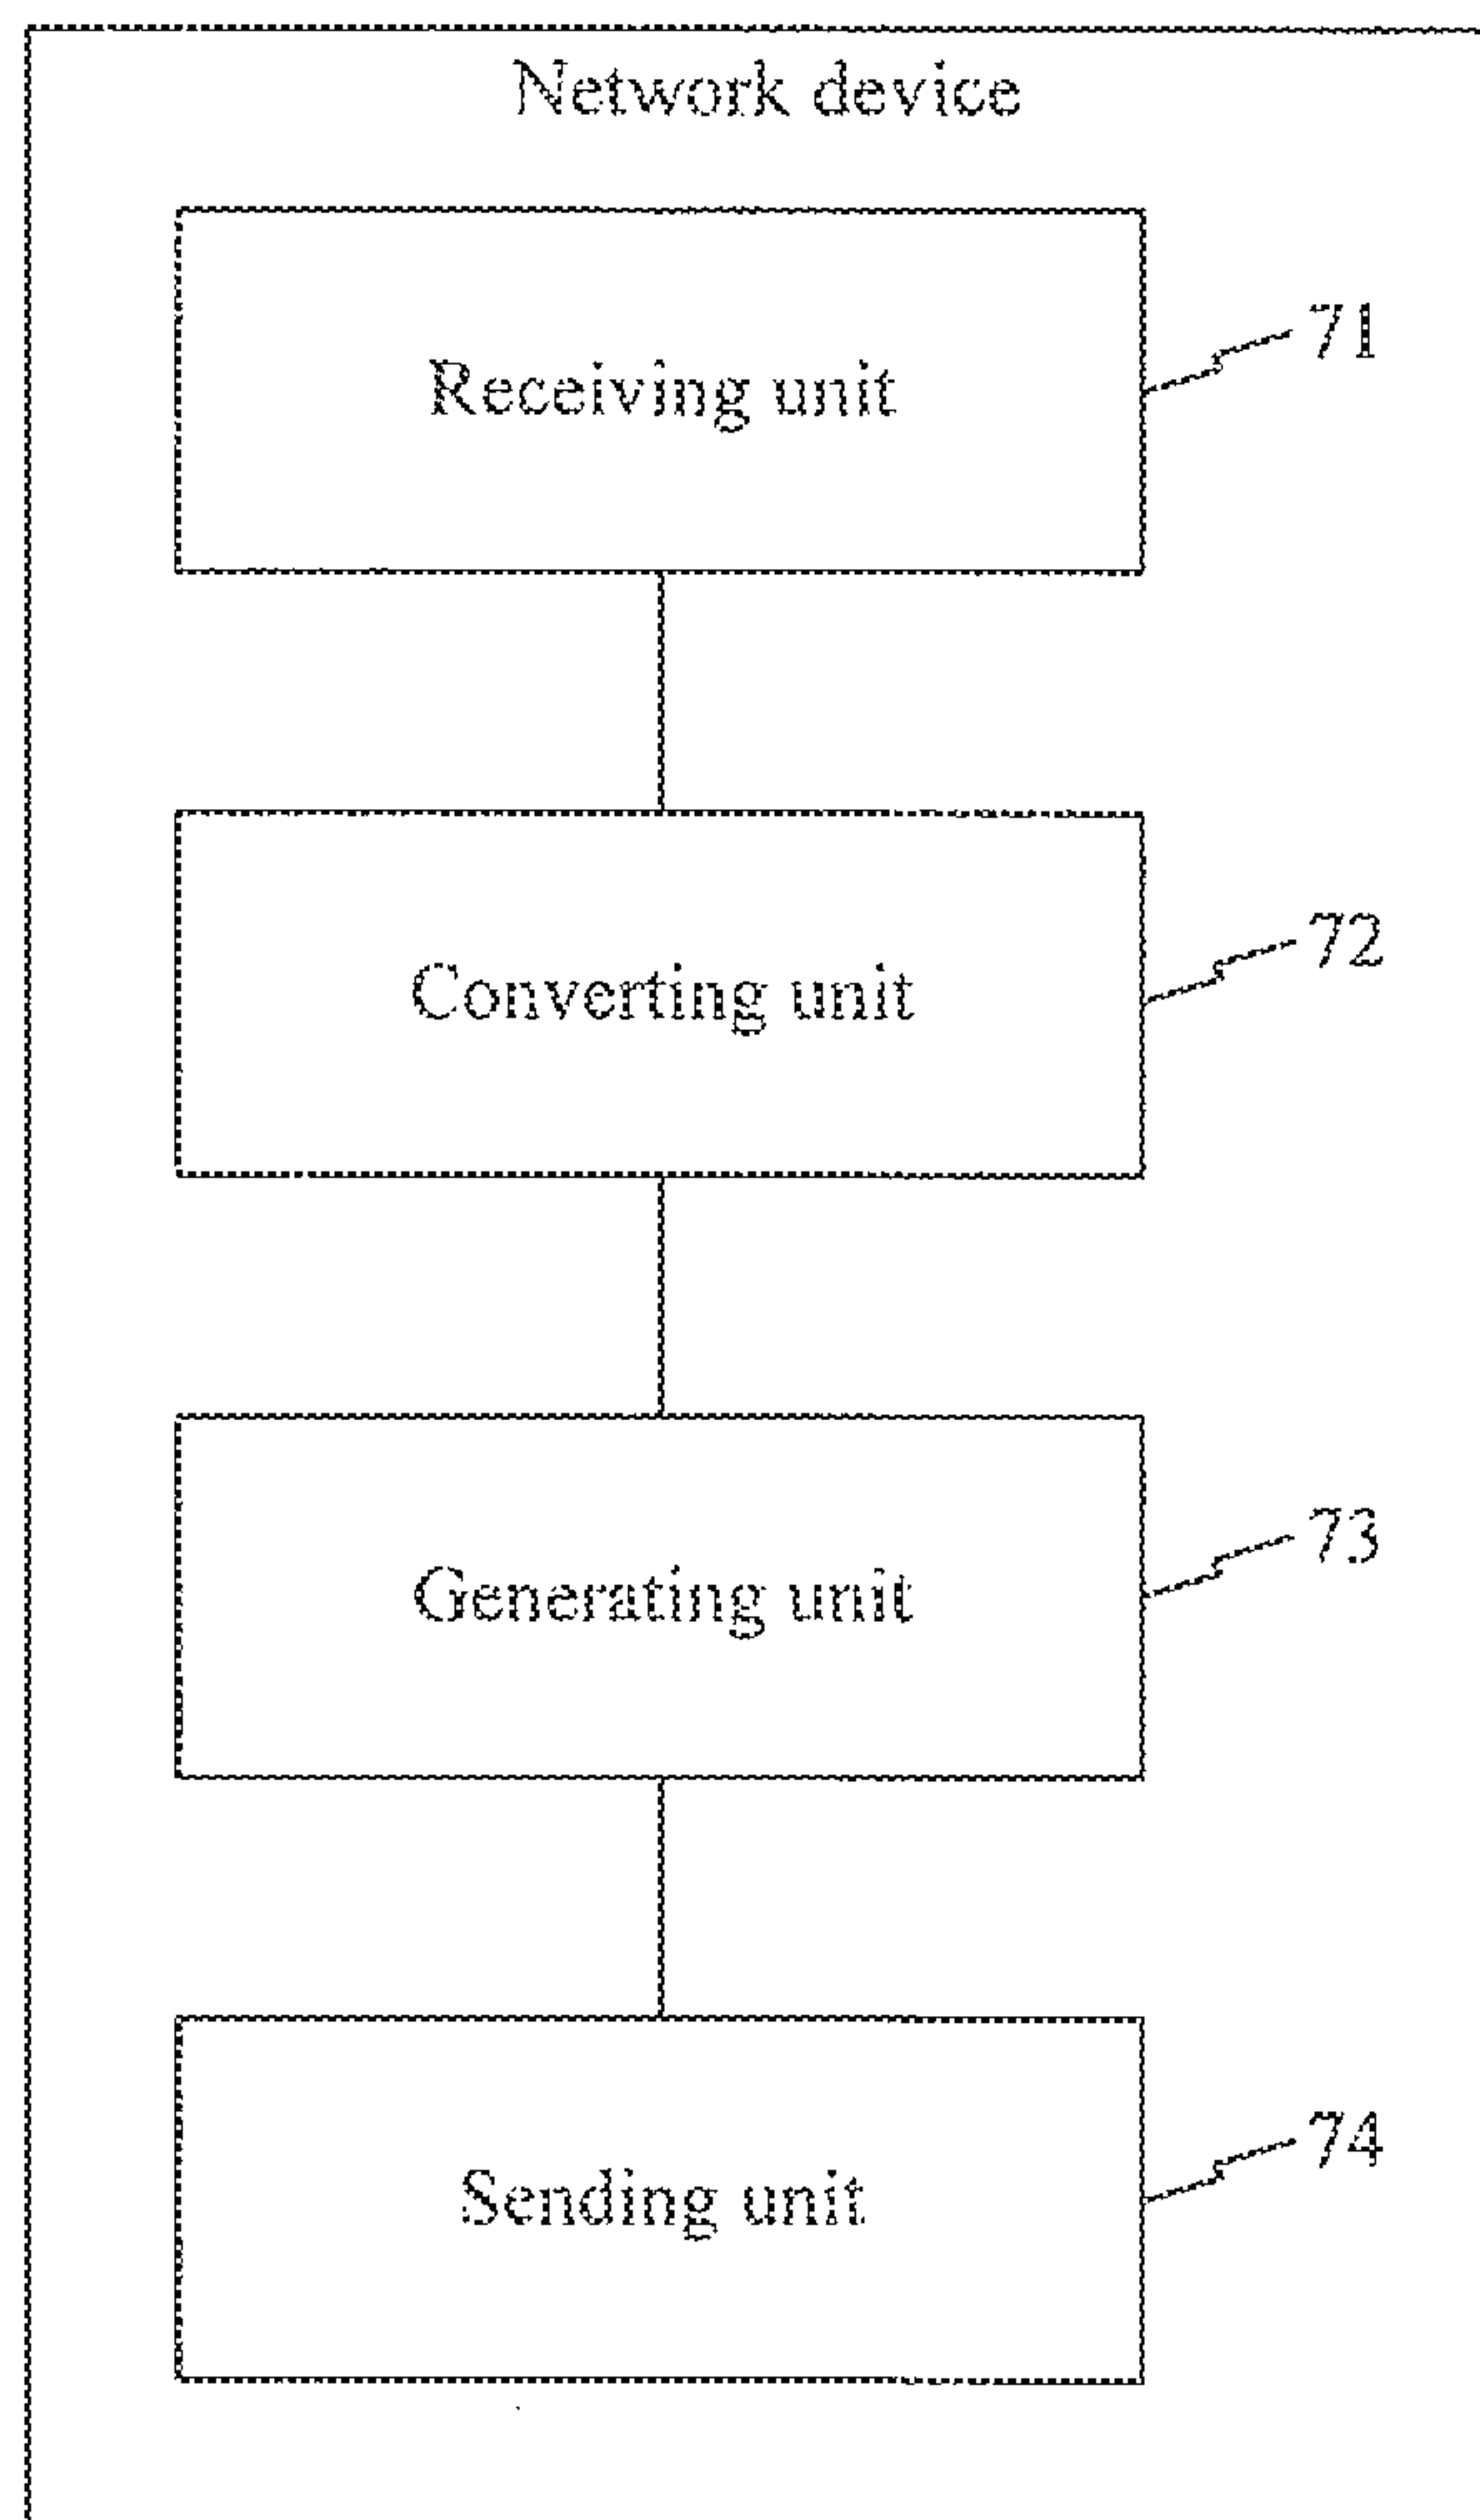 Network device
71
Receiving unit
72
Converting unit
73
Generating unit
74
Sending unit